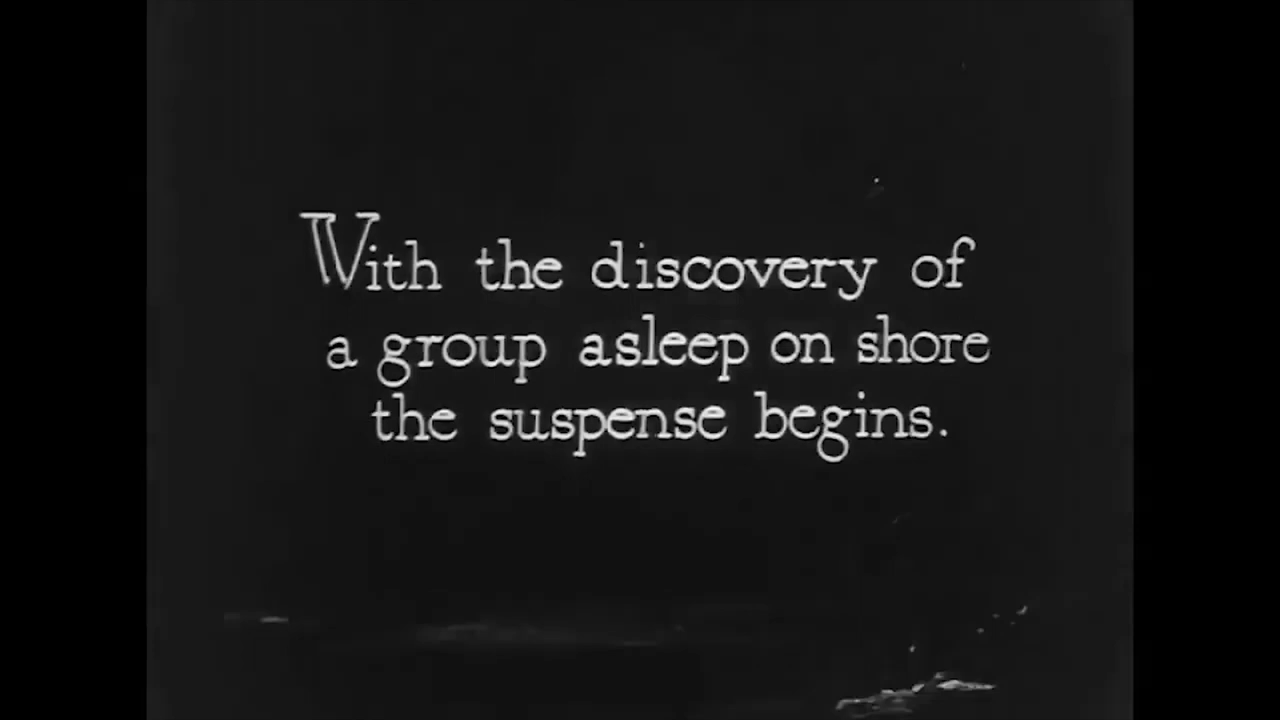 With the discovery of
a group asleep on shore
the suspense begins.